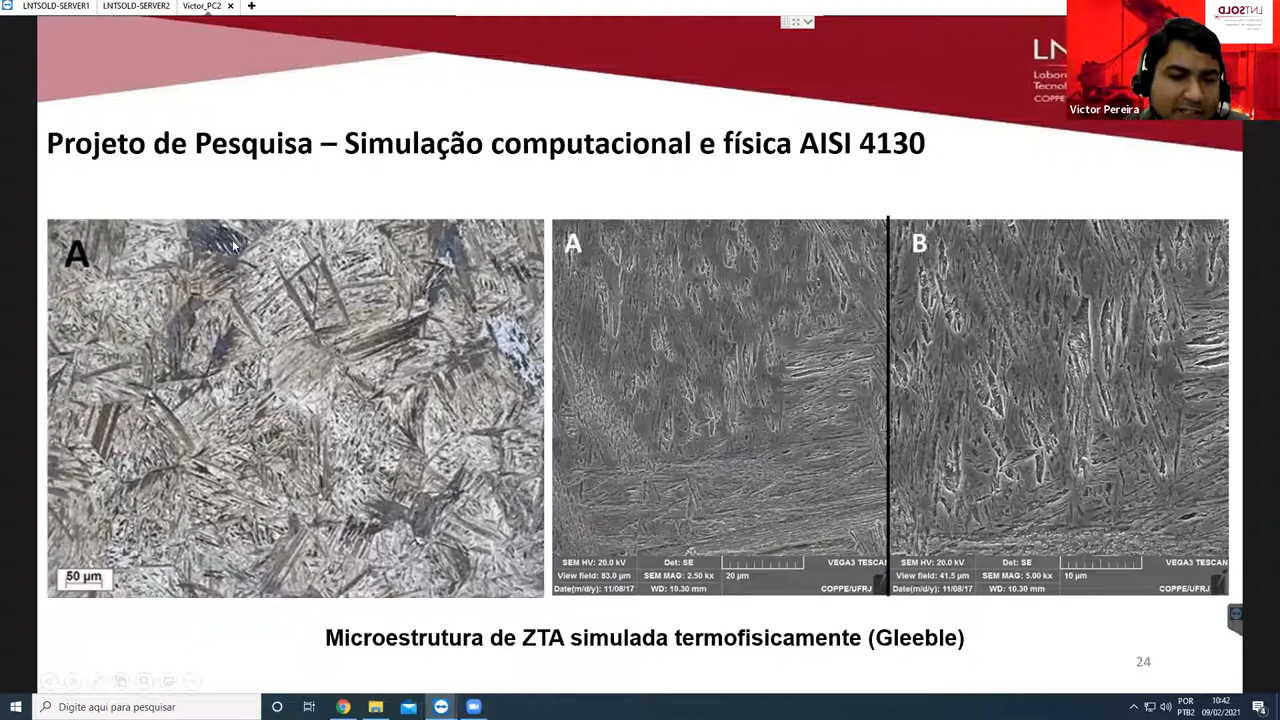 LNTSOLD-SERVER1 LNTSOLD-SERVER2 Victor_PC2
LNTSOLD
Victor Pereira
Projeto de Pesquisa – Simulação computacional e física AISI 4130
A
50 µm
A
SEM HV: 20.0 kV Det: SE VEGA3 TESCAN
View field: 83.0 µm SEM MAG: 2.50 kx 20 µm
Date(m/d/y): 11/08/17 WD: 10.30 mm COPPE/UFRJ
B
SEM HV: 20.0 kV Det: SE VEGA3 TESCAN
View field: 41.5 µm SEM MAG: 5.00 kx 10 µm
Date(m/d/y): 11/08/17 WD: 10.30 mm COPPE/UFRJ
Microestrutura de ZTA simulada termofisicamente (Gleeble)
24
Digite aqui para pesquisar
POR
PTB2
10:42
09/02/2021